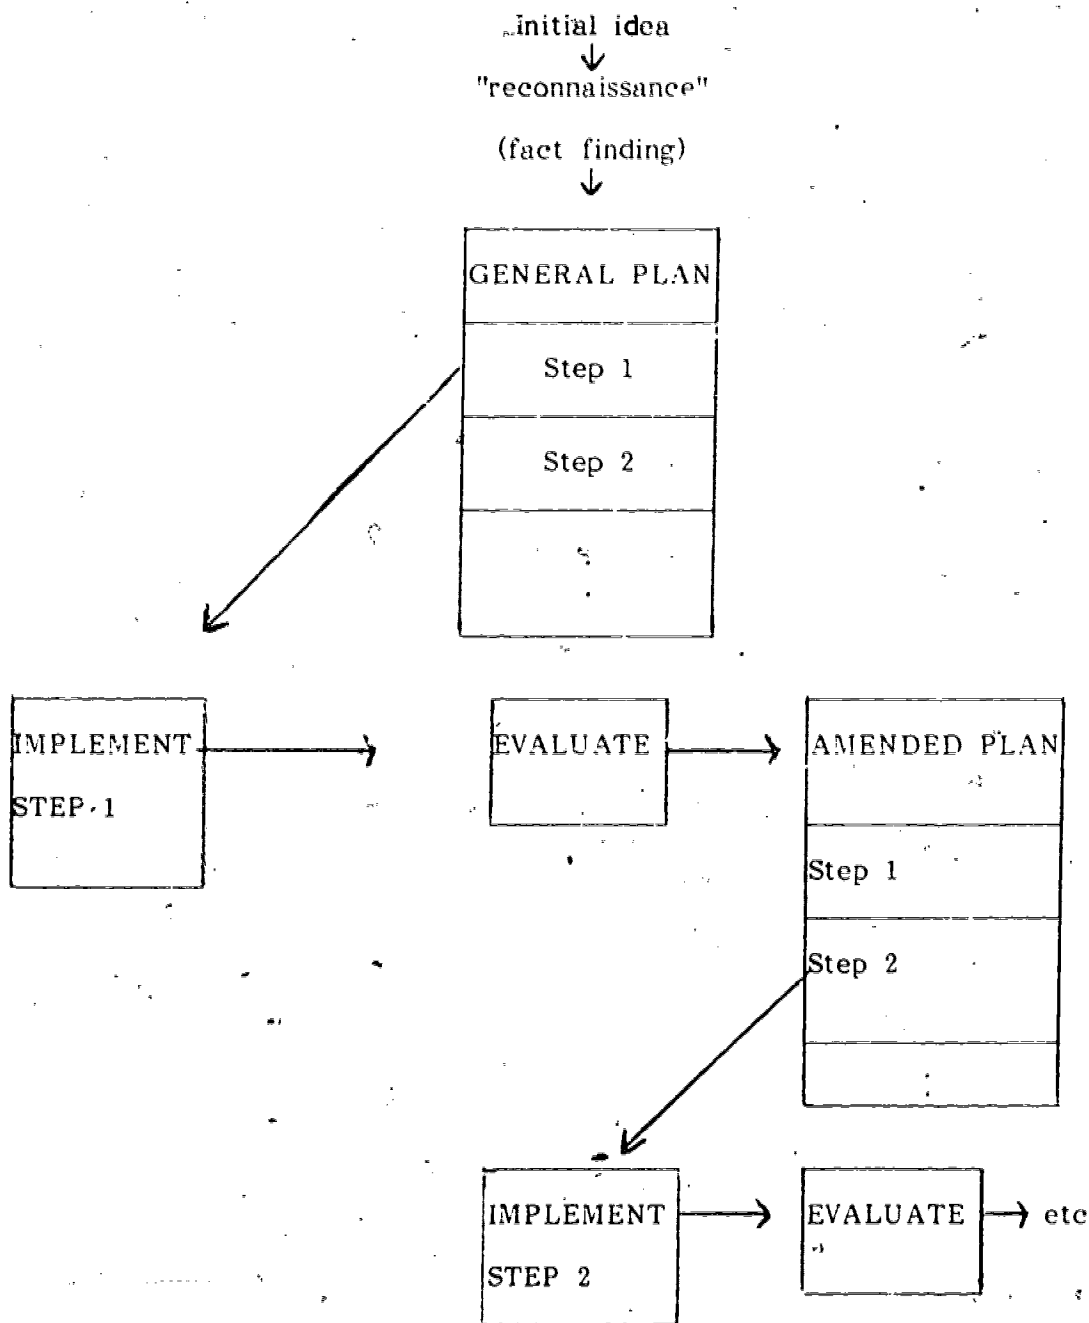 Initial idea
"reconnaissance"
(fact finding)
GENERAL PLAN
Step 1
Step 2
IMPLEMENT
STEP 1
EVALUATE
AMENDED PLAN
Step 1
Step 2
IMPLEMENT
STEP 2
EVALUATE
etc